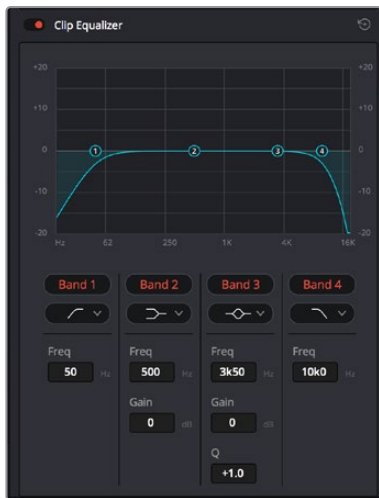 Clip Equalizer
+20 +20
+10 +10
0 1 2 3 4 0
-10 -10
-20 -20
Hz 62 250 1K 4K 16K
Band 1 Band 2 Band 3 Band 4
Freq Freq Freq Freq
50 Hz 500 Hz 3k50 Hz 10k0 Hz
Gain Gain
0 dB 0 dB
Q
+1.0